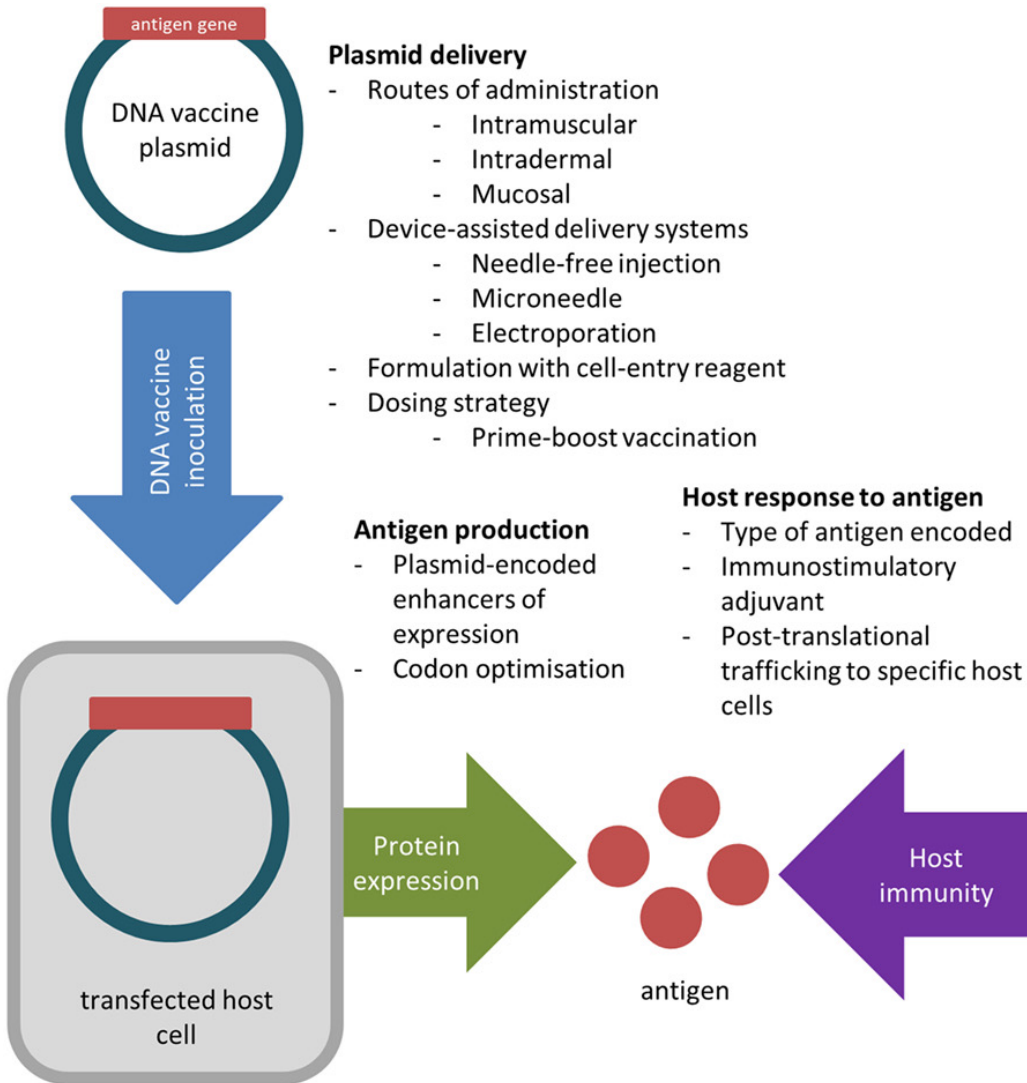 antigen gene
DNA vaccine
plasmid
Plasmid delivery
- Routes of administration
- Intramuscular
- Intradermal
- Mucosal
- Device-assisted delivery systems
- Needle-free injection
- Microneedle
- Electroporation
- Formulation with cell-entry reagent
- Dosing strategy
- Prime-boost vaccination
DNA vaccine
inoculation
Antigen production
- Plasmid-encoded
enhancers of
expression
- Codon optimisation
Host response to antigen
- Type of antigen encoded
- Immunostimulatory
adjuvant
- Post-translational
trafficking to specific host
cells
transfected host
cell
Protein
expression
antigen
Host
immunity